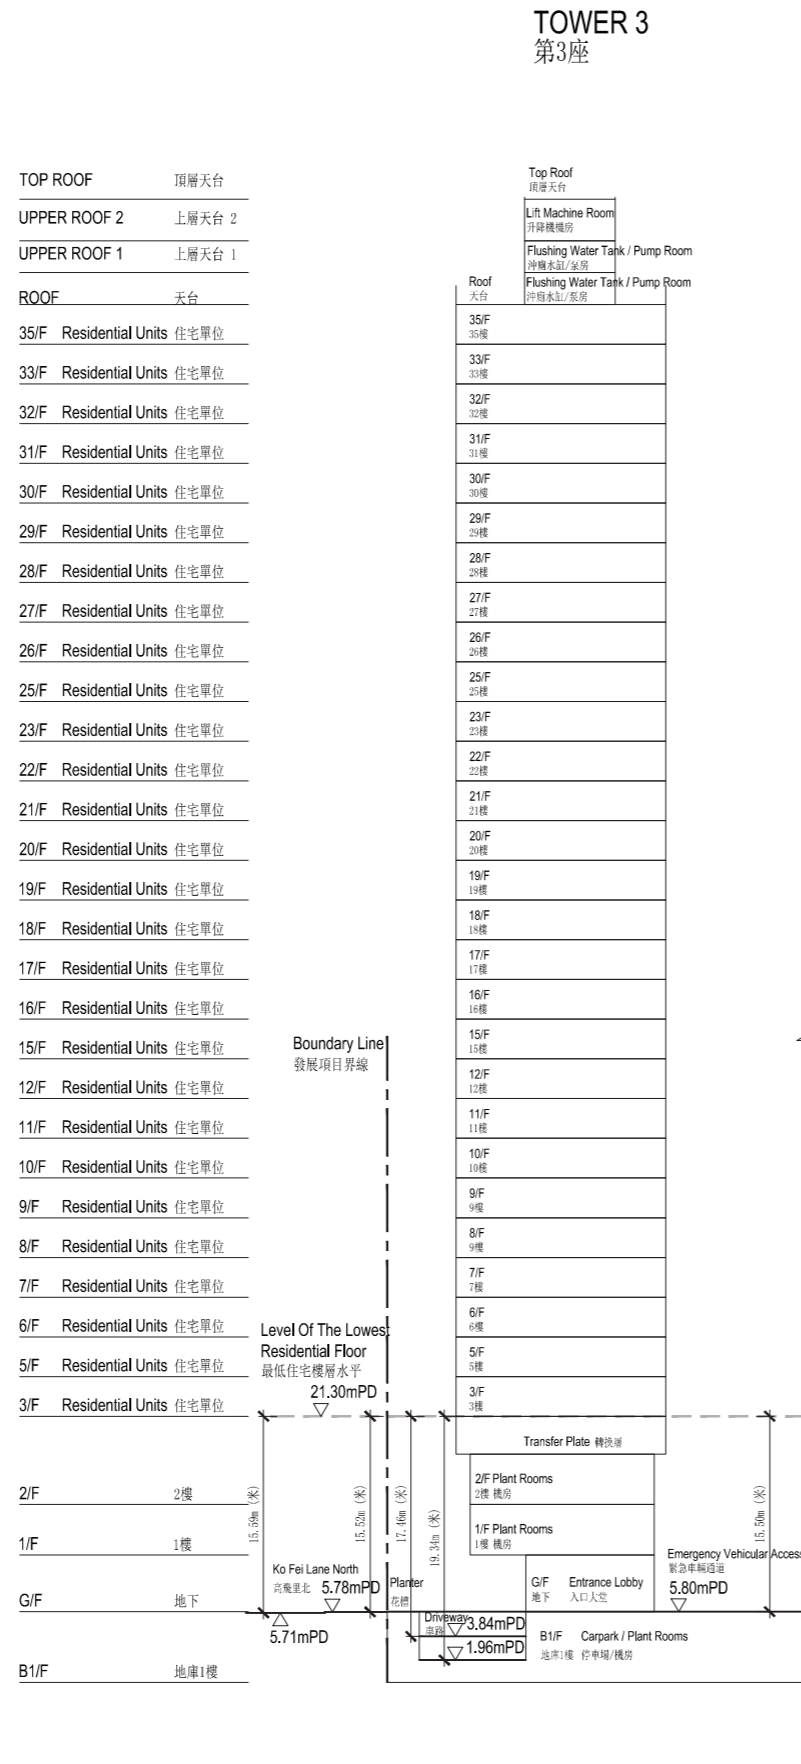 TOWER 3
第3座
TOP ROOF 頂層天台
UPPER ROOF 2 上層天台 2
UPPER ROOF 1 上層天台 1
ROOF 天台
35/F Residential Units 住宅單位
33/F Residential Units 住宅單位
32/F Residential Units 住宅單位
31/F Residential Units 住宅單位
30/F Residential Units 住宅單位
29/F Residential Units 住宅單位
28/F Residential Units 住宅單位
27/F Residential Units 住宅單位
26/F Residential Units 住宅單位
25/F Residential Units 住宅單位
23/F Residential Units 住宅單位
22/F Residential Units 住宅單位
21/F Residential Units 住宅單位
20/F Residential Units 住宅單位
19/F Residential Units 住宅單位
18/F Residential Units 住宅單位
17/F Residential Units 住宅單位
16/F Residential Units 住宅單位
15/F Residential Units 住宅單位
12/F Residential Units 住宅單位
11/F Residential Units 住宅單位
10/F Residential Units 住宅單位
9/F Residential Units 住宅單位
8/F Residential Units 住宅單位
7/F Residential Units 住宅單位
6/F Residential Units 住宅單位
5/F Residential Units 住宅單位
3/F Residential Units 住宅單位
2/F 2樓
1/F 1樓
G/F 地下
B1/F 地庫1樓
Boundary Line
發展項目界線
Level Of The Lowest
Residential Floor
最低住宅樓層水平
21.30mPD
15.59m (米)
15.52m (米)
17.46m (米)
19.34m (米)
Ko Fei Lane North
高飛里北 5.78mPD
5.71mPD
Planter
花槽
Top Roof
頂層天台
Lift Machine Room
升降機機房
Flushing Water Tank / Pump Room
沖廁水缸/泵房
Roof
天台
Flushing Water Tank / Pump Room
沖廁水缸/泵房
35/F
35樓
33/F
33樓
32/F
32樓
31/F
31樓
30/F
30樓
29/F
29樓
28/F
28樓
27/F
27樓
26/F
26樓
25/F
25樓
23/F
23樓
22/F
22樓
21/F
21樓
20/F
20樓
19/F
19樓
18/F
18樓
17/F
17樓
16/F
16樓
15/F
15樓
12/F
12樓
11/F
11樓
10/F
10樓
9/F
9樓
8/F
9樓
7/F
7樓
6/F
6樓
5/F
5樓
3/F
3樓
Transfer Plate 轉換層
2/F Plant Rooms
2樓 機房
1/F Plant Rooms
1樓 機房
G/F Entrance Lobby
地下 入口大堂
Driveway
車路
3.84mPD
1.96mPD
B1/F Carpark / Plant Rooms
地庫1樓 停車場/機房
15.50m (米)
Emergency Vehicular Access
緊急車輛通道
5.80mPD